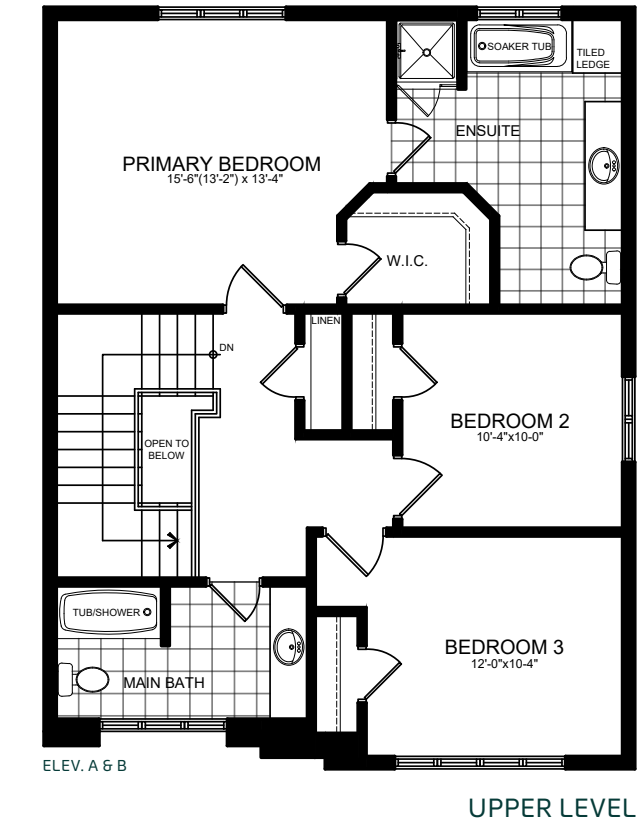 SOAKER TUB
TILED
LEDGE
ENSUITE
PRIMARY BEDROOM
15'-6"(13'-2") x 13'-4"
W.I.C.
LINEN
DN
BEDROOM 2
10'-4"x10-0"
OPEN TO
BELOW
TUB/SHOWER
BEDROOM 3
12'-0"x10-4"
MAIN BATH
ELEV. A & B
UPPER LEVEL